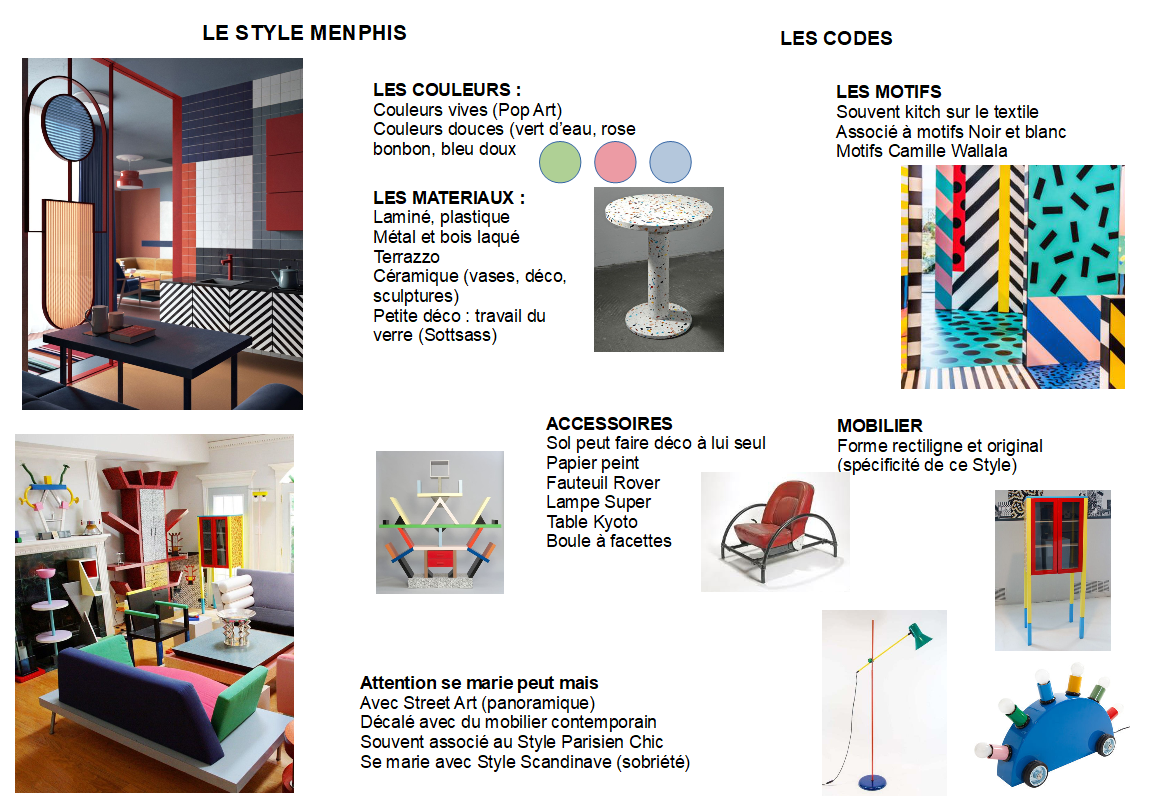 LE STYLE MENPHIS
LES CODES
LES COULEURS :
Couleurs vives (Pop Art)
Couleurs douces (vert d'eau, rose
bonbon, bleu doux
LES MATERIAUX :
Laminé, plastique
Métal et bois laqué
Terrazzo
Céramique (vases, déco,
sculptures)
Petite déco : travail du
verre (Sottsass)
LES MOTIFS
Souvent kitch sur le textile
Associé à motifs Noir et blanc
Motifs Camille Wallala
ACCESSOIRES
Sol peut faire déco à lui seul
Papier peint
Fauteuil Rover
Lampe Super
Table Kyoto
Boule à facettes
MOBILIER
Forme rectiligne et original
(spécificité de ce Style)
Attention se marie peut mais
Avec Street Art (panoramique)
Décalé avec du mobilier contemporain
Souvent associé au Style Parisien Chic
Se marie avec Style Scandinave (sobriété)